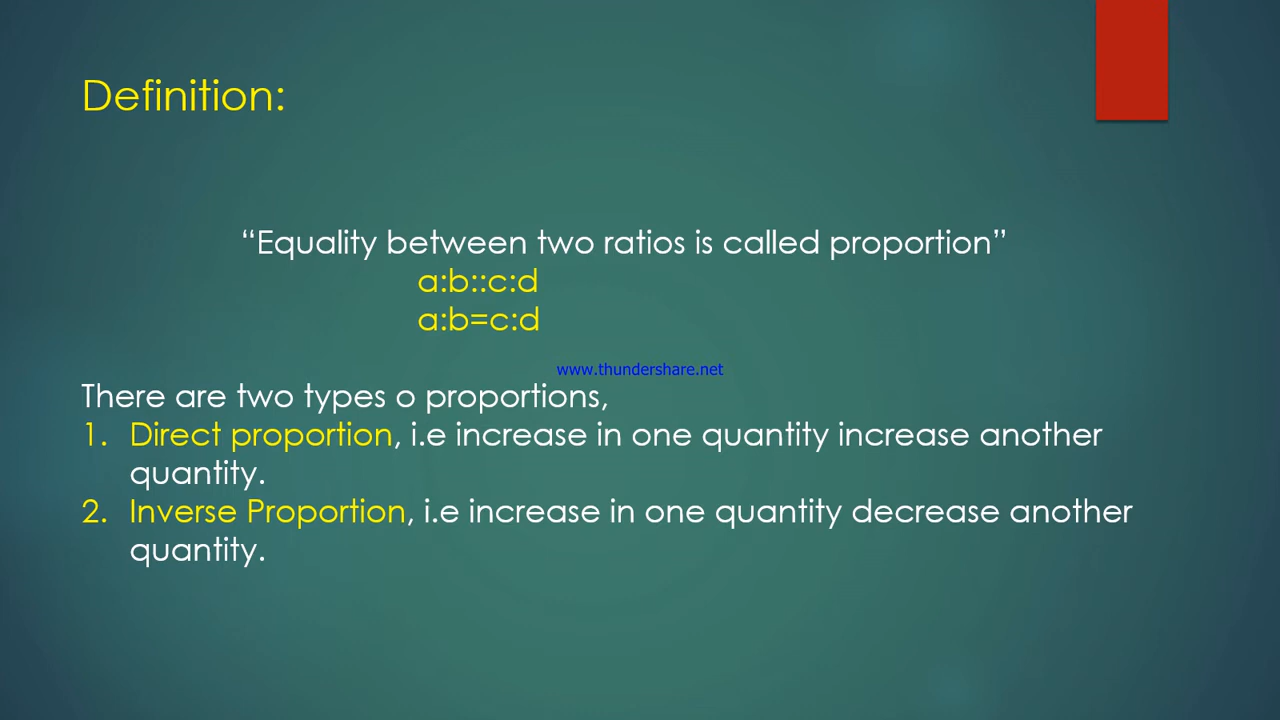 Definition:
“Equality between two ratios is called proportion”
a:b::c:d
a:b=c:d
www.thundershare.net
There are two types o proportions,
1. Direct proportion, i.e increase in one quantity increase another
quantity.
2. Inverse Proportion, i.e increase in one quantity decrease another
quantity.